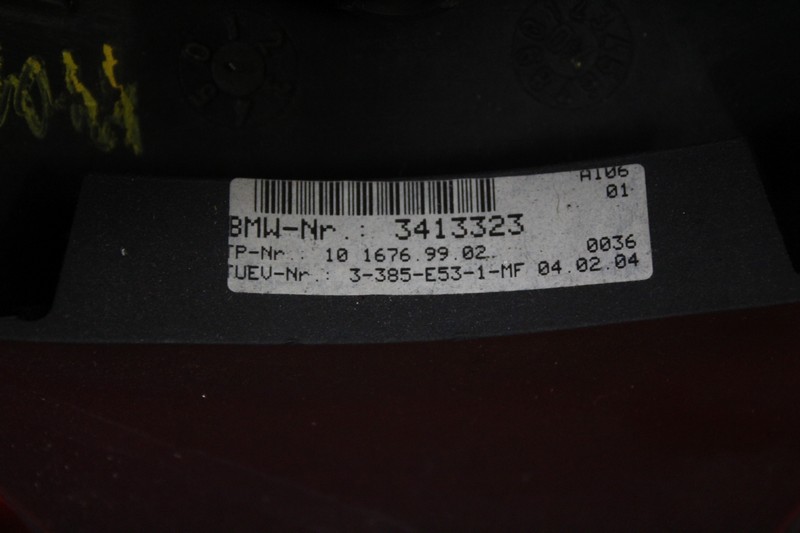 AI06
01
BMW-Nr.: 3413323
TP-Nr.: 10 1676.99.02. 0036
TUEV-Nr.: 3-385-E53-1-MF 04.02.04